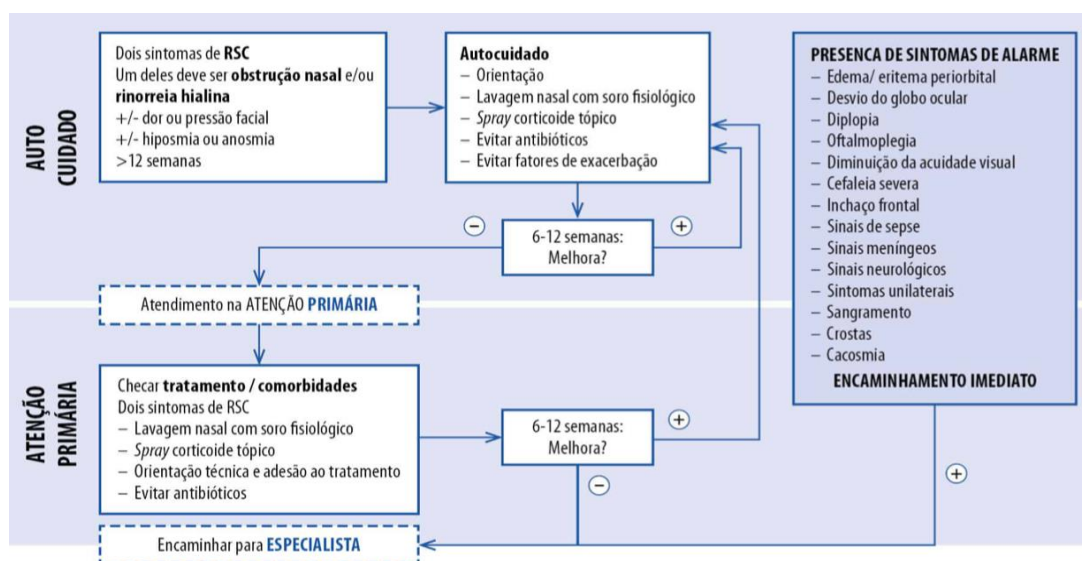 AUTO
CUIDADO
Dois sintomas de RSC
Um deles deve ser obstrução nasal e/ou
rinorreia hialina
+/- dor ou pressão facial
+/- hiposmia ou anosmia
>12 semanas
Autocuidado
– Orientação
– Lavagem nasal com soro fisiológico
– Spray corticoide tópico
– Evitar antibióticos
– Evitar fatores de exacerbação
–
6-12 semanas:
Melhora?
+
Atendimento na ATENÇÃO PRIMÁRIA
ATENÇÃO
PRIMÁRIA
Checar tratamento / comorbidades
Dois sintomas de RSC
– Lavagem nasal com soro fisiológico
– Spray corticoide tópico
– Orientação técnica e adesão ao tratamento
– Evitar antibióticos
6-12 semanas:
Melhora?
+
–
Encaminhar para ESPECIALISTA
PRESENCA DE SINTOMAS DE ALARME
– Edema/ eritema periorbital
– Desvio do globo ocular
– Diplopia
– Oftalmoplegia
– Diminuição da acuidade visual
– Cefaleia severa
– Inchaço frontal
– Sinais de sepse
– Sinais meníngeos
– Sinais neurológicos
– Sintomas unilaterais
– Sangramento
– Crostas
– Cacosmia
ENCAMINHAMENTO IMEDIATO
+